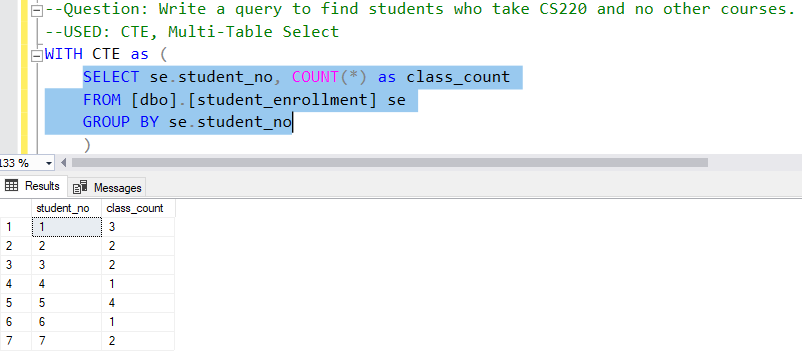 --Question: Write a query to find students who take CS220 and no other courses.
--USED: CTE, Multi-Table Select
WITH CTE as (
SELECT se.student_no, COUNT(*) as class_count
FROM [dbo].[student_enrollment] se
GROUP BY se.student_no
)
133 %
Results Messages
student_no class_count
1 1 3
2 2 2
3 3 2
4 4 1
5 5 4
6 6 1
7 7 2